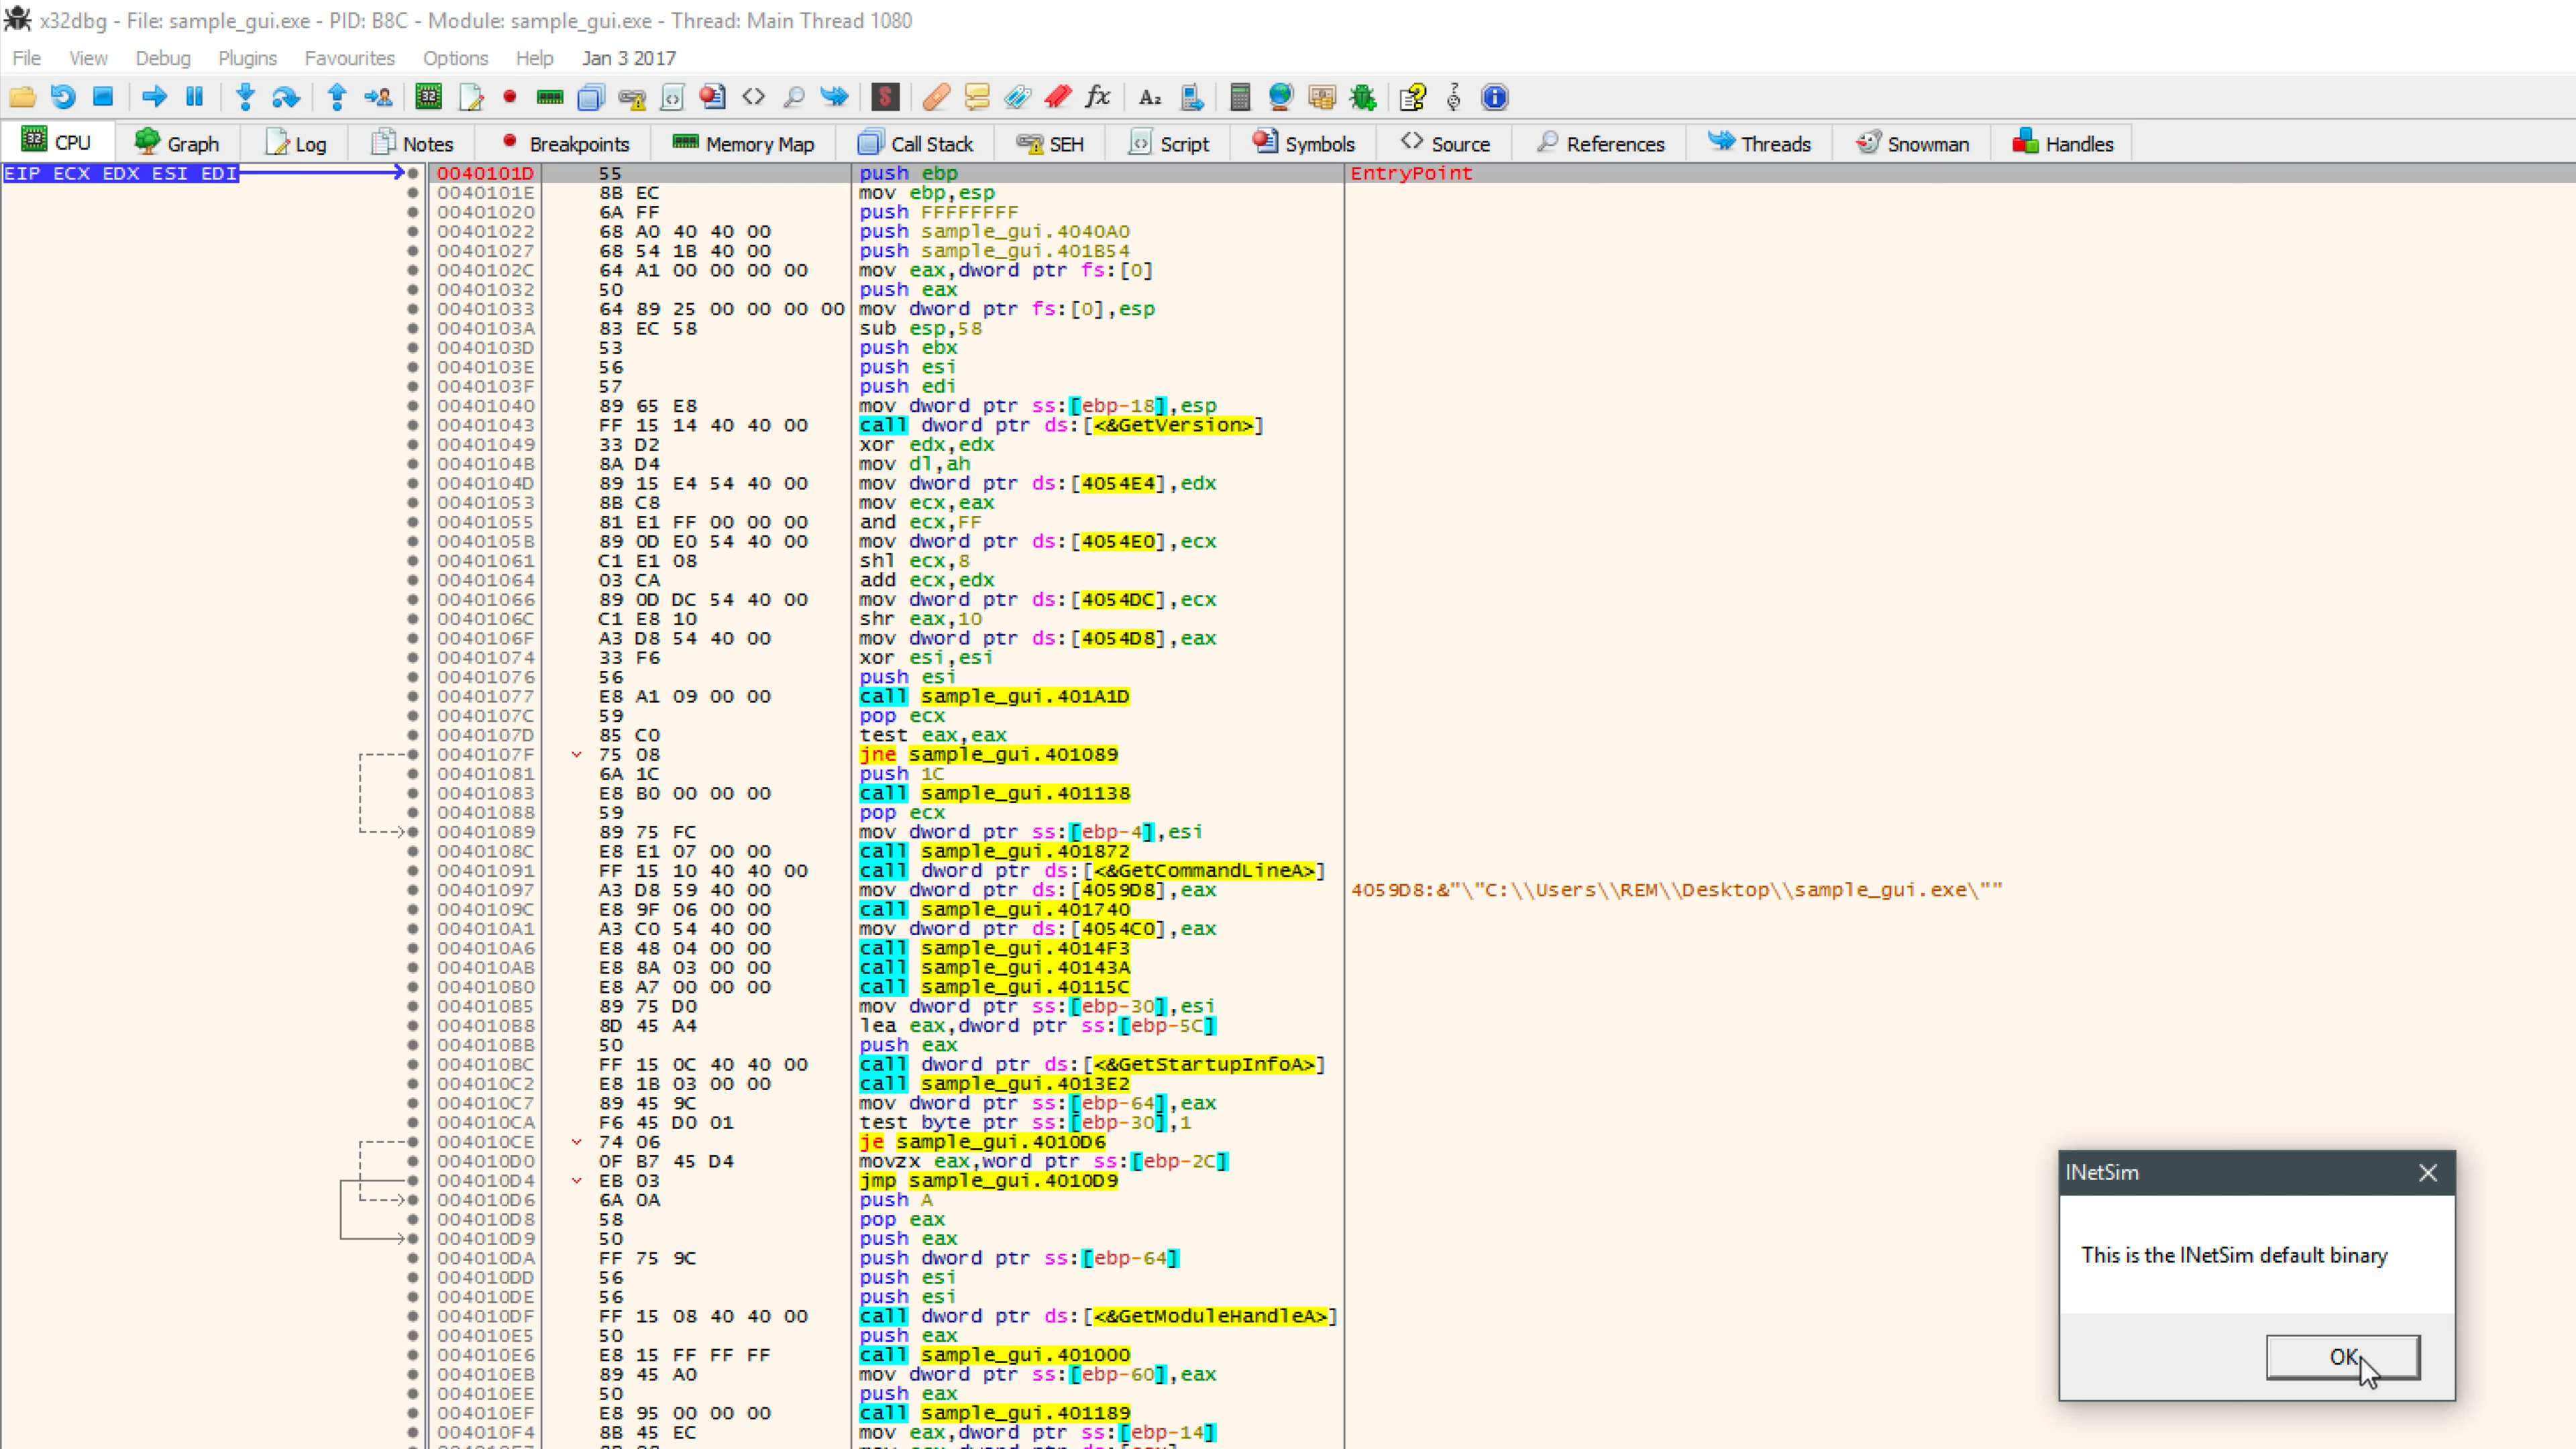 x32dbg - File: sample_gui.exe - PID: B8C - Module: sample_gui.exe - Thread: Main Thread 1080
File View Debug Plugins Favourites Options Help Jan 3 2017
CPU Graph Log Notes Breakpoints Memory Map Call Stack SEH Script Symbols Source References Threads Snowman Handles
EIP ECX EDX ESI EDI 0040101D 55 push ebp EntryPoint
0040101E 8B EC mov ebp,esp
00401020 6A FF push FFFFFFFF
00401022 68 A0 40 40 00 push sample_gui.4040A0
00401027 68 54 1B 40 00 push sample_gui.401B54
0040102C 64 A1 00 00 00 00 mov eax,dword ptr fs:[0]
00401032 50 push eax
00401033 64 89 25 00 00 00 00 mov dword ptr fs:[0],esp
0040103A 83 EC 58 sub esp,58
0040103D 53 push ebx
0040103E 56 push esi
0040103F 57 push edi
00401040 89 65 E8 mov dword ptr ss:[ebp-18],esp
00401043 FF 15 14 40 40 00 call dword ptr ds:[<&GetVersion>]
00401049 33 D2 xor edx,edx
0040104B 8A D4 mov dl,ah
0040104D 89 15 E4 54 40 00 mov dword ptr ds:[4054E4],edx
00401053 8B C8 mov ecx,eax
00401055 81 E1 FF 00 00 00 and ecx,FF
0040105B 89 0D E0 54 40 00 mov dword ptr ds:[4054E0],ecx
00401061 C1 E1 08 shl ecx,8
00401064 03 CA add ecx,edx
00401066 89 0D DC 54 40 00 mov dword ptr ds:[4054DC],ecx
0040106C C1 E8 10 shr eax,10
0040106F A3 D8 54 40 00 mov dword ptr ds:[4054D8],eax
00401074 33 F6 xor esi,esi
00401076 56 push esi
00401077 E8 A1 09 00 00 call sample_gui.401A1D
0040107C 59 pop ecx
0040107D 85 C0 test eax,eax
0040107F 75 08 jne sample_gui.401089
00401081 6A 1C push 1C
00401083 E8 B0 00 00 00 call sample_gui.401138
00401088 59 pop ecx
00401089 89 75 FC mov dword ptr ss:[ebp-4],esi
0040108C E8 E1 07 00 00 call sample_gui.401872
00401091 FF 15 10 40 40 00 call dword ptr ds:[<&GetCommandLineA>]
00401097 A3 D8 59 40 00 mov dword ptr ds:[4059D8],eax 4059D8:&"\"C:\\Users\\REM\\Desktop\\sample_gui.exe\""
0040109C E8 9F 06 00 00 call sample_gui.401740
004010A1 A3 C0 54 40 00 mov dword ptr ds:[4054C0],eax
004010A6 E8 48 04 00 00 call sample_gui.4014F3
004010AB E8 8A 03 00 00 call sample_gui.40143A
004010B0 E8 A7 00 00 00 call sample_gui.40115C
004010B5 89 75 D0 mov dword ptr ss:[ebp-30],esi
004010B8 8D 45 A4 lea eax,dword ptr ss:[ebp-5C]
004010BB 50 push eax
004010BC FF 15 0C 40 40 00 call dword ptr ds:[<&GetStartupInfoA>]
004010C2 E8 1B 03 00 00 call sample_gui.4013E2
004010C7 89 45 9C mov dword ptr ss:[ebp-64],eax
004010CA F6 45 D0 01 test byte ptr ss:[ebp-30],1
004010CE 74 06 je sample_gui.4010D6
004010D0 0F B7 45 D4 movzx eax,word ptr ss:[ebp-2C]
004010D4 EB 03 jmp sample_gui.4010D9
004010D6 6A 0A push A
004010D8 58 pop eax
004010D9 50 push eax
004010DA FF 75 9C push dword ptr ss:[ebp-64]
004010DD 56 push esi
004010DE 56 push esi
004010DF FF 15 08 40 40 00 call dword ptr ds:[<&GetModuleHandleA>]
004010E5 50 push eax
004010E6 E8 15 FF FF FF call sample_gui.401000
004010EB 89 45 A0 mov dword ptr ss:[ebp-60],eax
004010EE 50 push eax
004010EF E8 95 00 00 00 call sample_gui.401189
004010F4 8B 45 EC mov eax,dword ptr ss:[ebp-14]
INetSim
This is the INetSim default binary
OK